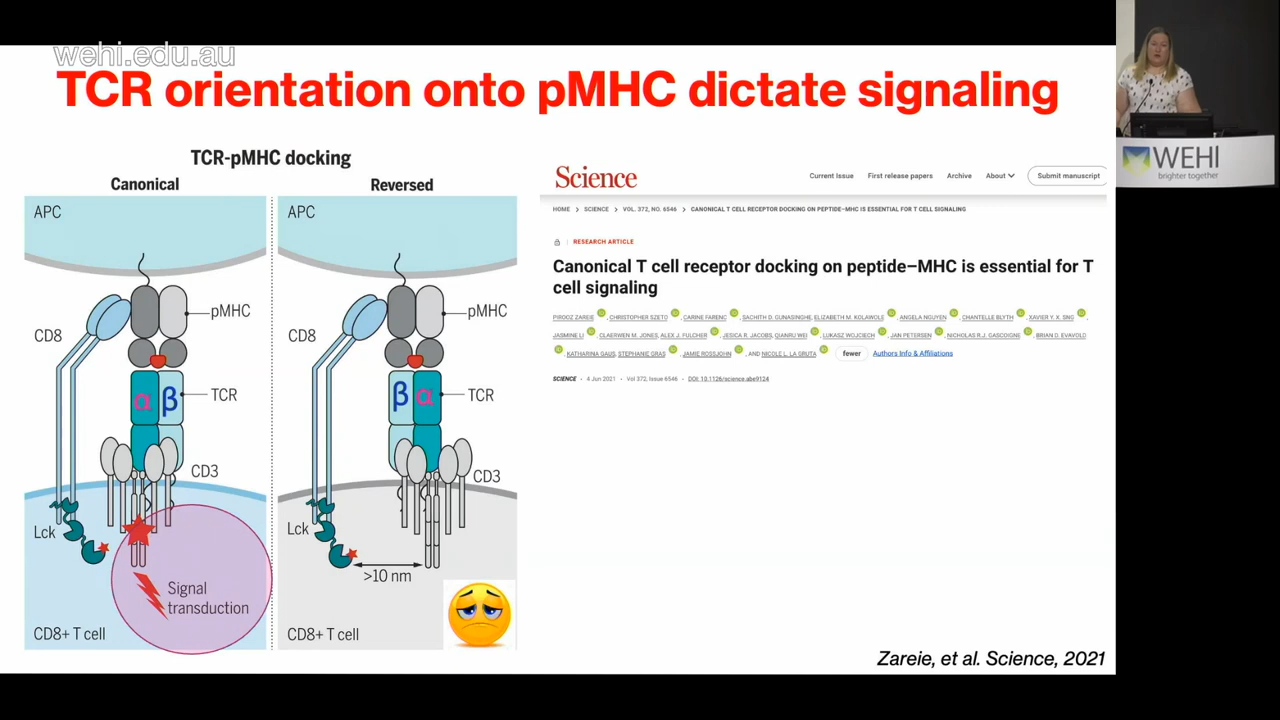 wehi.edu.au
TCR orientation onto pMHC dictate signaling
TCR-pMHC docking
Canonical
Reversed
APC
pMHC
CD8
α β
TCR
CD3
Lck
Signal
transduction
CD8+ T cell
APC
pMHC
CD8
β α
TCR
CD3
Lck
>10 nm
CD8+ T cell
Science
Current Issue First release papers Archive About Submit manuscript
HOME > SCIENCE > VOL. 372, NO. 6546 > CANONICAL T CELL RECEPTOR DOCKING ON PEPTIDE–MHC IS ESSENTIAL FOR T CELL SIGNALING
RESEARCH ARTICLE
Canonical T cell receptor docking on peptide–MHC is essential for T
cell signaling
PIROOZ ZAREIE, CHRISTOPHER SZETO, CARINE FARENC, SACHITH D. GUNASINGHE, ELIZABETH M. KOLAWOLE, ANGELA NGUYEN, CHANTELLE BLYTH, XAVIER Y. X. SNG,
JASMINE LI, CLAERWEN M. JONES, ALEX J. FULCHER, JESICA R. JACOBS, QIANRU WEI, LUKASZ WOJCIECH, JAN PETERSEN, NICHOLAS R.J. GASCOIGNE, BRIAN D. EVAVOLD
, KATHARINA GAUS, STEPHANIE GRAS, JAMIE ROSSJOHN, AND NICOLE L. LA GRUTA fewer Authors Info & Affiliations
SCIENCE • 4 Jun 2021 • Vol 372, Issue 6546 • DOI: 10.1126/science.abe9124
Zareie, et al. Science, 2021
WEHI
brighter together